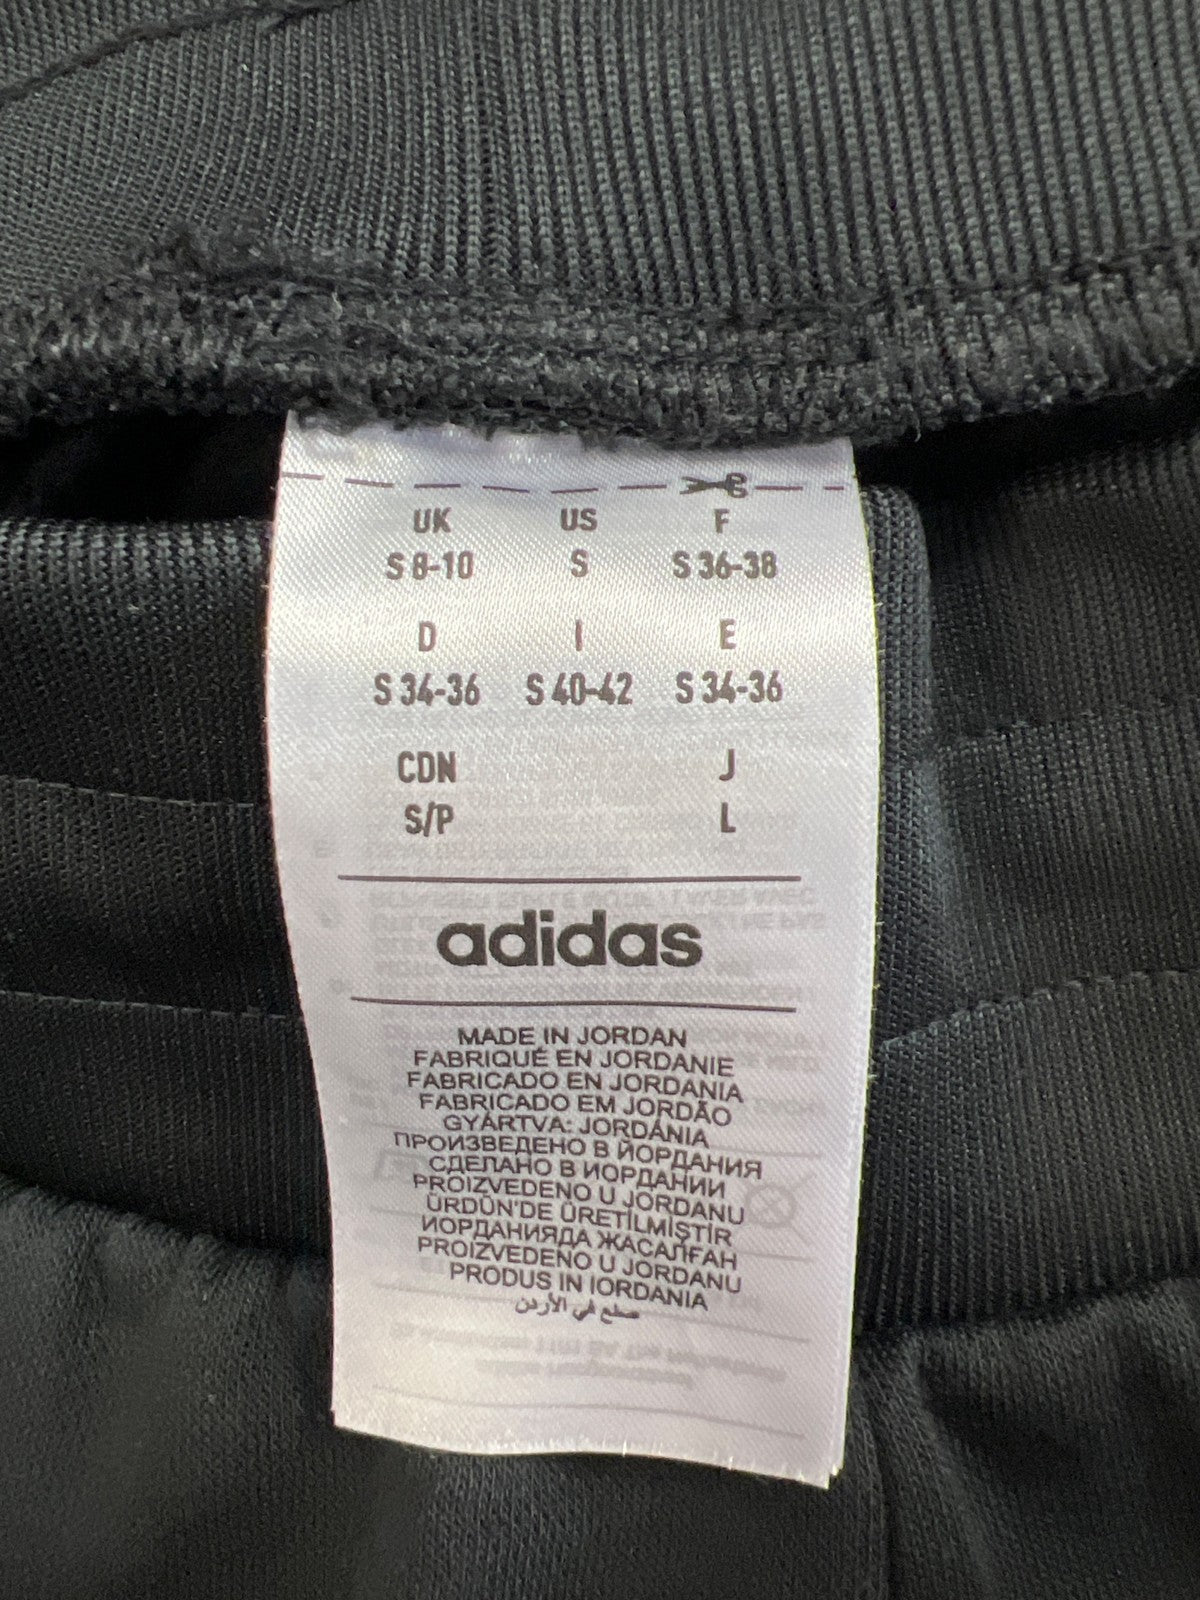 UK US F
S 8-10 S S 36-38
D I E
S 34-36 S 40-42 S 34-36
CDN J
S/P L
adidas
MADE IN JORDAN
FABRIQUÉ EN JORDANIE
FABRICADO EN JORDANIA
FABRICADO EM JORDÃO
GYÁRTVA: JORDÁNIA
ПРОИЗВЕДЕНО В ЙОРДАНИЯ
СДЕЛАНО В ИОРДАНИИ
PROIZVEDENO U JORDANU
ÜRDÜN'DE ÜRETİLMİŞTİR
ИОРДАНИЯДА ЖАСАЛҒАН
PROIZVEDENO U JORDANU
PRODUS IN IORDANIA
صنع في الأردن